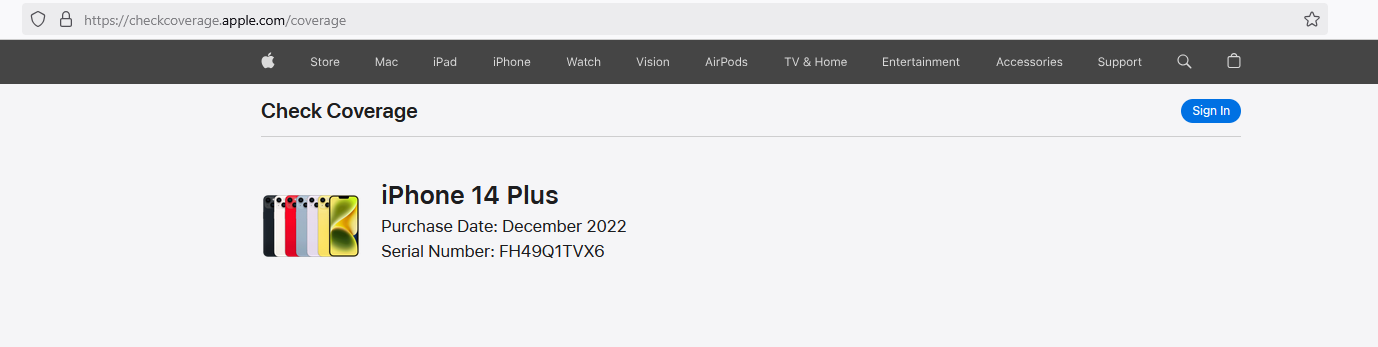 https://checkcoverage.apple.com/coverage
Store Mac iPad iPhone Watch Vision AirPods TV & Home Entertainment Accessories Support
Check Coverage
Sign In
iPhone 14 Plus
Purchase Date: December 2022
Serial Number: FH49Q1TVX6